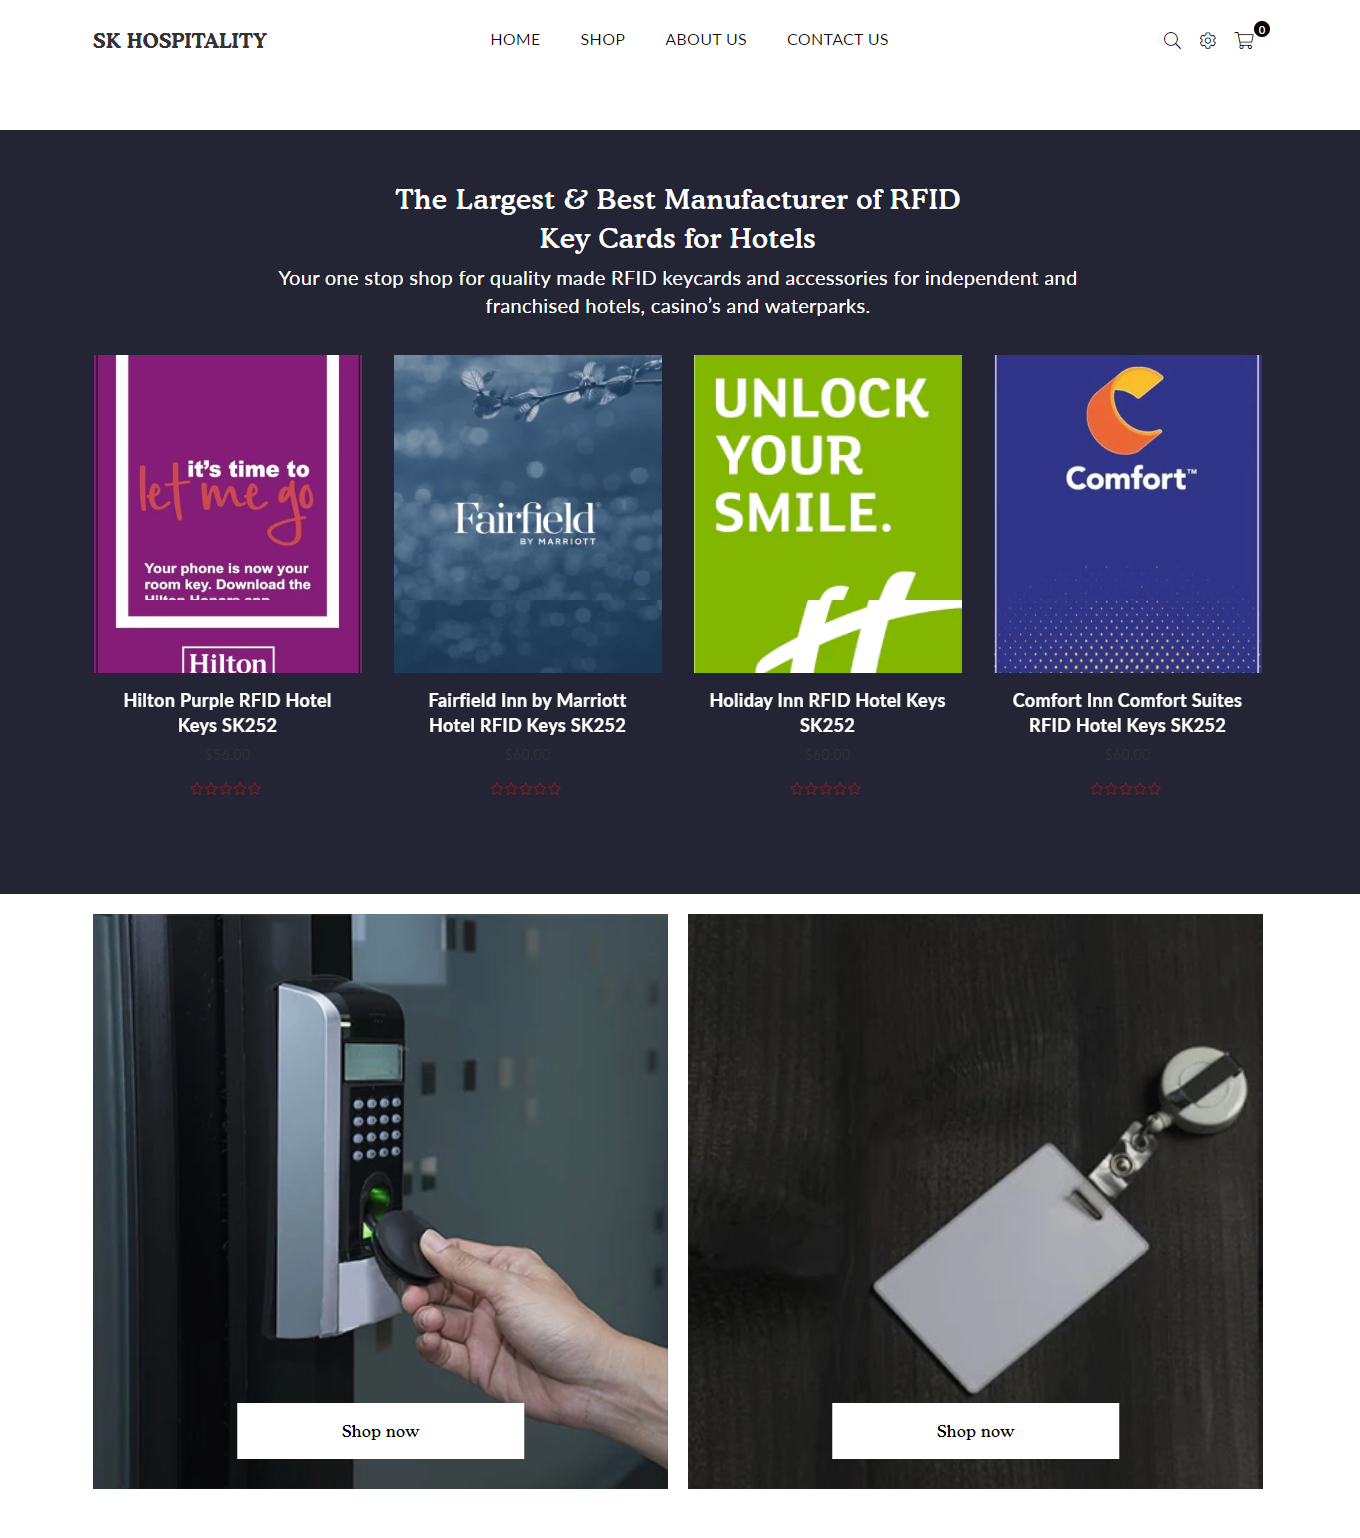 SK HOSPITALITY
HOME
SHOP
ABOUT US
CONTACT US
0
The Largest & Best Manufacturer of RFID
Key Cards for Hotels
Your one stop shop for quality made RFID keycards and accessories for independent and
franchised hotels, casino's and waterparks.
it's time to
let me go
Your phone is now your
room key. Download the
Hilton Honors app
Hilton
Fairfield
BY MARRIOTT
UNLOCK
YOUR
SMILE.
H
Comfort™
Hilton Purple RFID Hotel
Keys SK252
$56.00
Fairfield Inn by Marriott
Hotel RFID Keys SK252
$60.00
Holiday Inn RFID Hotel Keys
SK252
$60.00
Comfort Inn Comfort Suites
RFID Hotel Keys SK252
$60.00
Shop now
Shop now